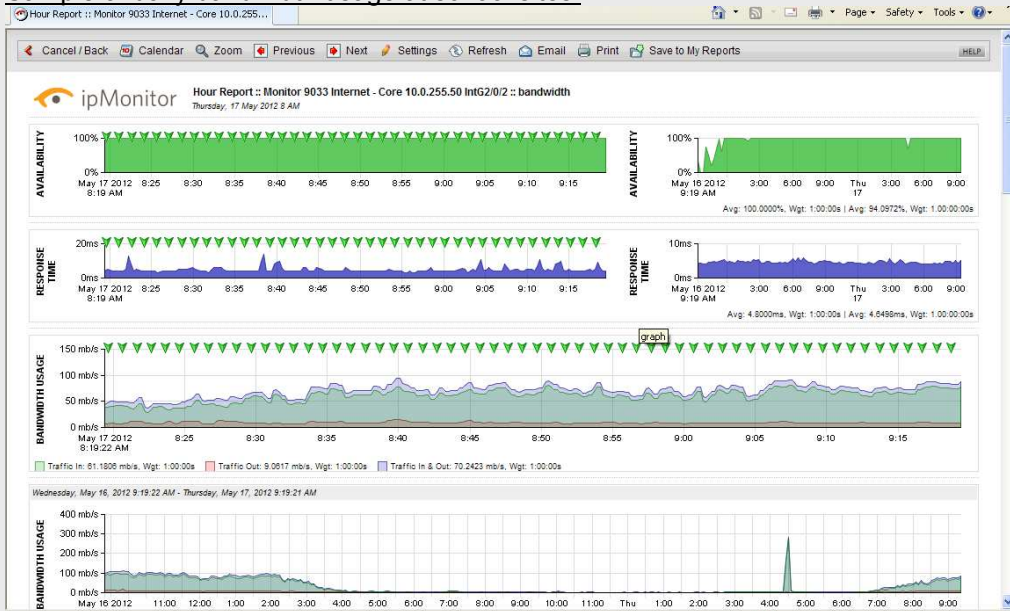 Hour Report :: Monitor 9033 Internet - Core 10.0.255...
Page Safety Tools
Cancel / Back Calendar Zoom Previous Next Settings Refresh Email Print Save to My Reports HELP
ipMonitor
Hour Report :: Monitor 9033 Internet - Core 10.0.255.50 IntG2/0/2 :: bandwidth
Thursday, 17 May 2012 8 AM
AVAILABILITY
100%
0%
May 17 2012 8:25 8:30 8:35 8:40 8:45 8:50 8:55 9:00 9:05 9:10 9:15
8:19 AM
AVAILABILITY
100%
0%
May 16 2012 3:00 6:00 9:00 Thu 3:00 6:00 9:00
9:19 AM 17
Avg: 100.0000%, Wgt: 1:00:00s | Avg: 94.0972%, Wgt: 1.00:00:00s
RESPONSE
TIME
20ms
0ms
May 17 2012 8:25 8:30 8:35 8:40 8:45 8:50 8:55 9:00 9:05 9:10 9:15
8:19 AM
RESPONSE
TIME
10ms
0ms
May 16 2012 3:00 6:00 9:00 Thu 3:00 6:00 9:00
9:19 AM 17
Avg: 4.8000ms, Wgt: 1:00:00s | Avg: 4.6498ms, Wgt: 1.00:00:00s
graph
BANDWIDTH USAGE
150 mb/s
100 mb/s
50 mb/s
0 mb/s
May 17 2012 8:25 8:30 8:35 8:40 8:45 8:50 8:55 9:00 9:05 9:10 9:15
8:19:22 AM
Traffic In: 61.1806 mb/s, Wgt: 1:00:00s Traffic Out: 9.0617 mb/s, Wgt: 1:00:00s Traffic In & Out: 70.2423 mb/s, Wgt: 1:00:00s
Wednesday, May 16, 2012 9:19:22 AM - Thursday, May 17, 2012 9:19:21 AM
BANDWIDTH USAGE
400 mb/s
300 mb/s
200 mb/s
100 mb/s
0 mb/s
May 16 2012 11:00 12:00 1:00 2:00 3:00 4:00 5:00 6:00 7:00 8:00 9:00 10:00 11:00 Thu 1:00 2:00 3:00 4:00 5:00 6:00 7:00 8:00 9:00